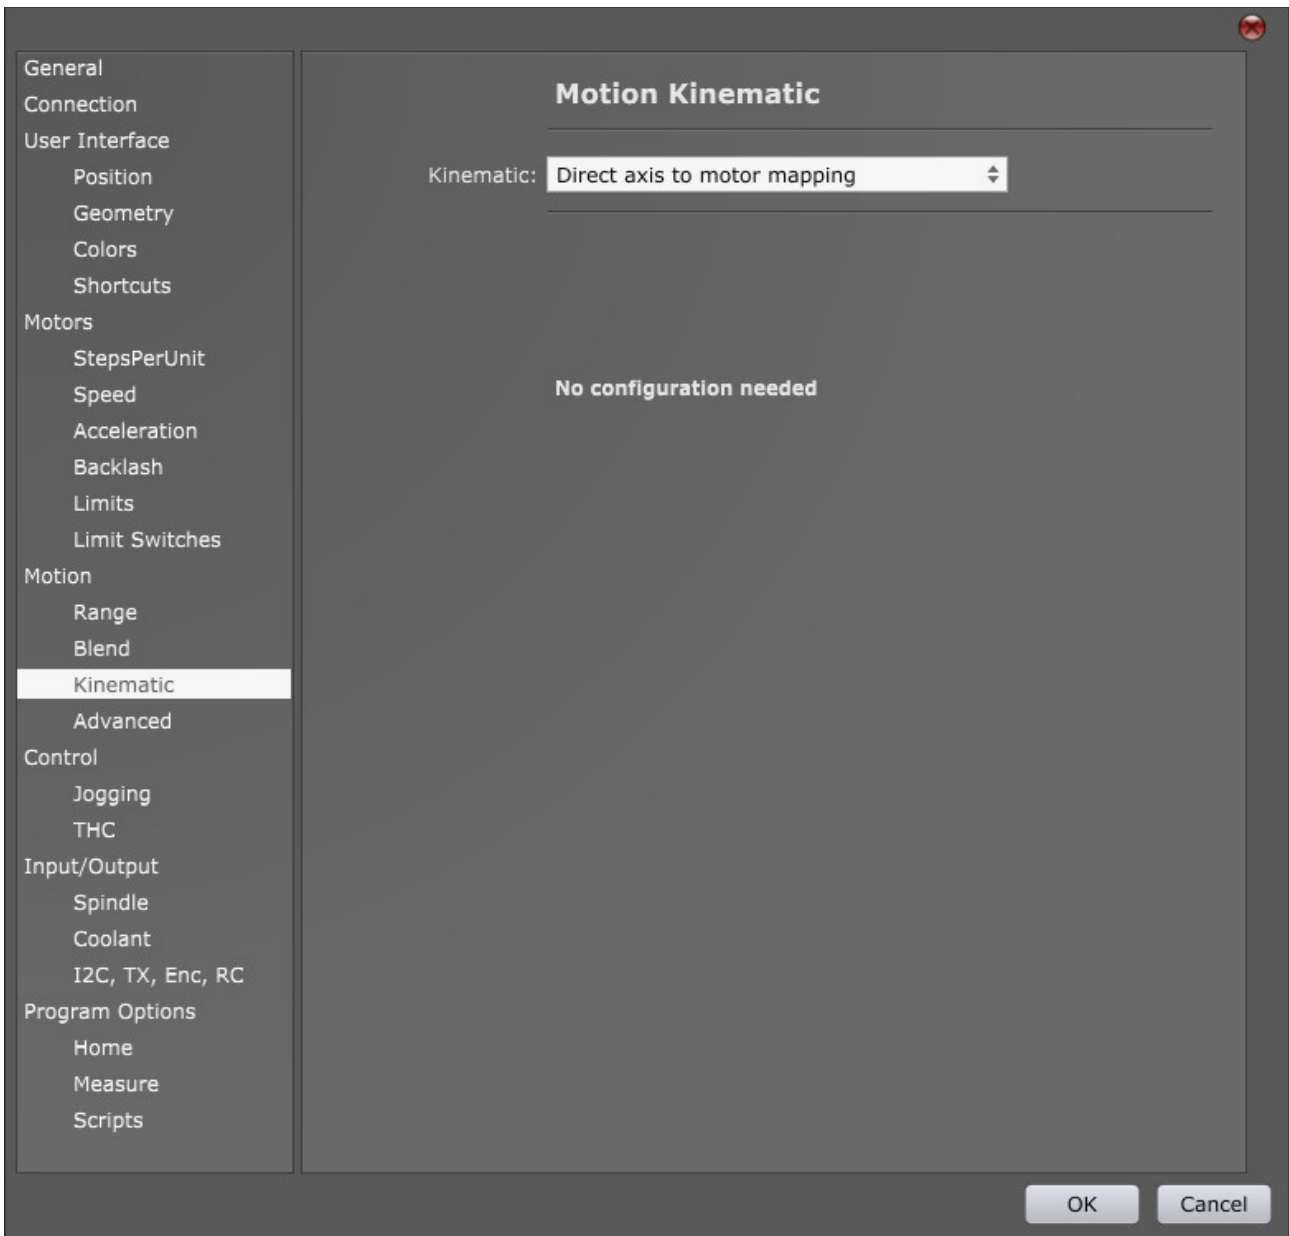 General
Connection
User Interface
Position
Geometry
Colors
Shortcuts
Motors
StepsPerUnit
Speed
Acceleration
Backlash
Limits
Limit Switches
Motion
Range
Blend
Kinematic
Advanced
Control
Jogging
THC
Input/Output
Spindle
Coolant
I2C, TX, Enc, RC
Program Options
Home
Measure
Scripts
Motion Kinematic
Kinematic: Direct axis to motor mapping
No configuration needed
OK Cancel